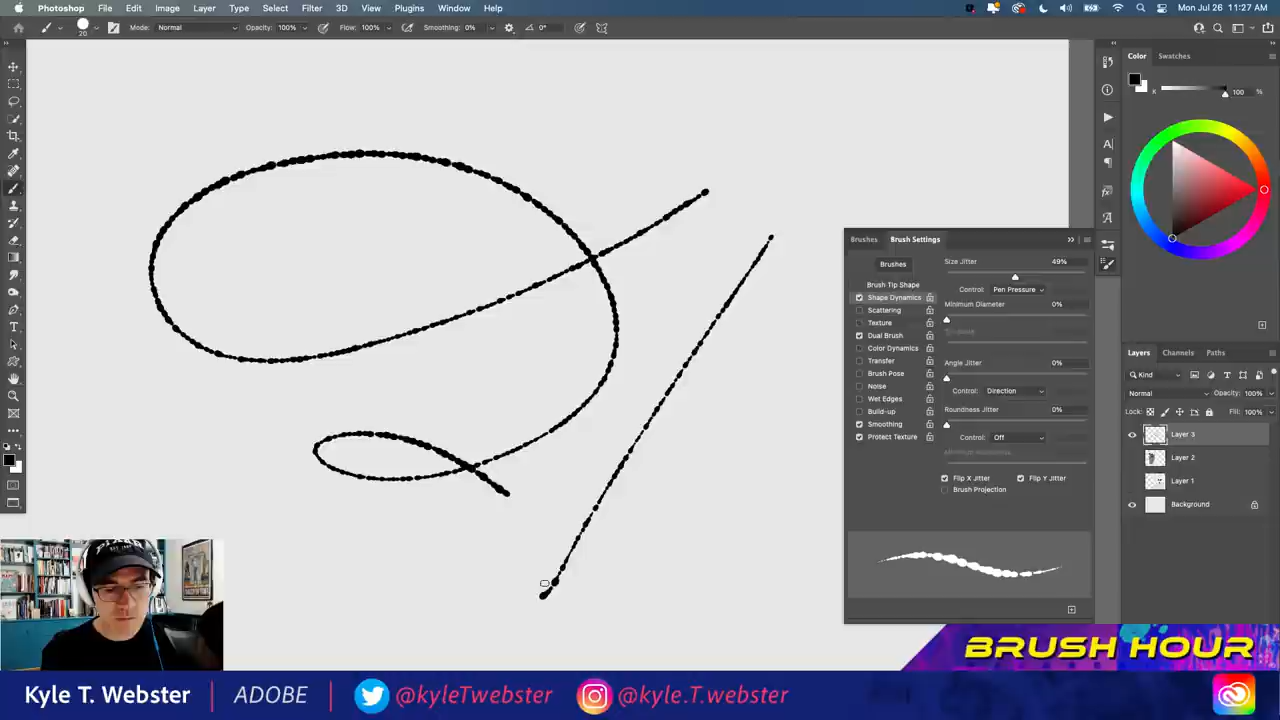 Photoshop File Edit Image Layer Type Select Filter 3D View Plugins Window Help
Mon Jul 26 11:27 AM
20
Mode: Normal
Opacity: 100%
Flow: 100%
Smoothing: 0%
0°
Color Swatches
K 100 %
Brushes Brush Settings
Brushes
Brush Tip Shape
Shape Dynamics
Scattering
Texture
Dual Brush
Color Dynamics
Transfer
Brush Pose
Noise
Wet Edges
Build-up
Smoothing
Protect Texture
Size Jitter 49%
Control: Pen Pressure
Minimum Diameter 0%
Angle Jitter 0%
Control: Direction
Roundness Jitter 0%
Control: Off
Flip X Jitter Flip Y Jitter
Brush Projection
Layers Channels Paths
Kind
Normal Opacity: 100%
Lock: Fill: 100%
Layer 3
Layer 2
Layer 1
Background
BRUSH HOUR
Kyle T. Webster | ADOBE | @kyleTwebster @kyle.T.webster